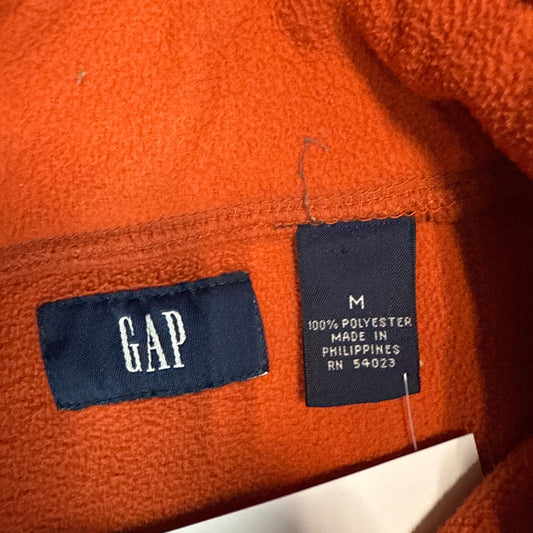 GAP
M
100% POLYESTER
MADE IN
PHILIPPINES
RN 54023